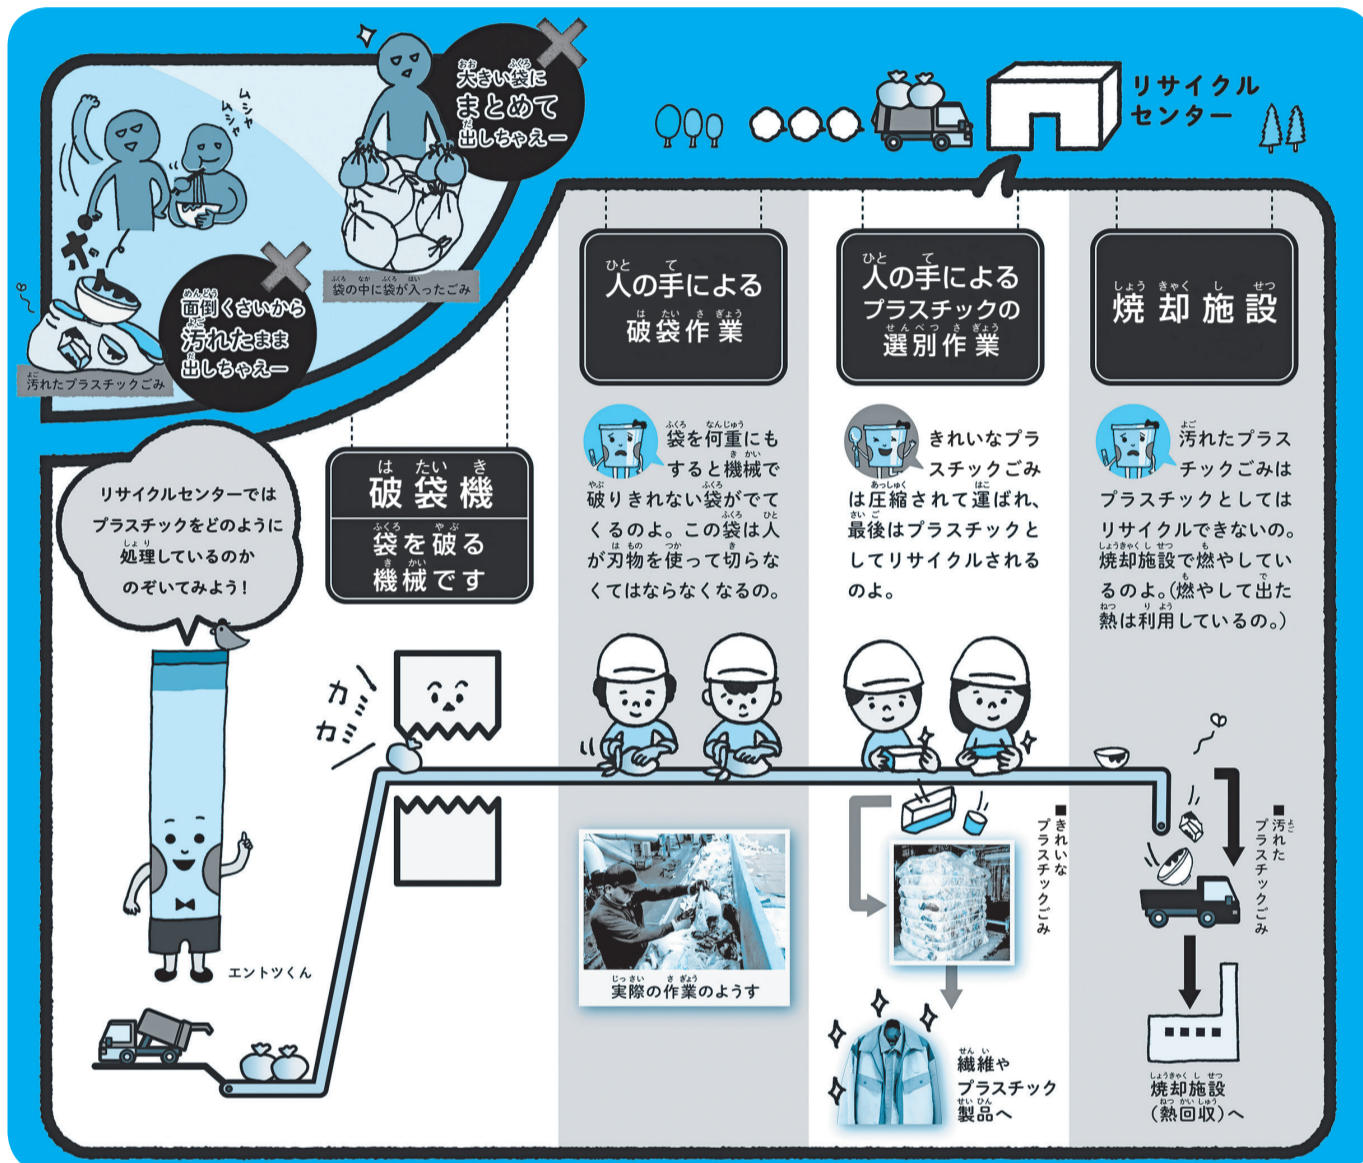 大きい袋に
まとめて
出しちゃえー
ムシャ
ムシャ
ポイ
袋の中に袋が入ったごみ
面倒くさいから
汚れたまま
出しちゃえー
汚れたプラスチックごみ
リサイクル
センター
リサイクルセンターでは
プラスチックをどのように
処理しているのか
のぞいてみよう!
エントツくん
破袋機
袋を破る
機械です
カミ
カミ
人の手による
破袋作業
袋を何重にも
すると機械で
破りきれない袋がでて
くるのよ。この袋は人
が刃物を使って切らな
くてはならなくなるの。
実際の作業のようす
人の手による
プラスチックの
選別作業
きれいなプラ
スチックごみ
は圧縮されて運ばれ、
最後はプラスチックと
してリサイクルされる
のよ。
■きれいな
プラスチックごみ
繊維や
プラスチック
製品へ
焼却施設
汚れたプラス
チックごみは
プラスチックとしては
リサイクルできないの。
焼却施設で燃やしてい
るのよ。(燃やして出た
熱は利用しているの。)
■汚れた
プラスチックごみ
焼却施設
(熱回収)へ